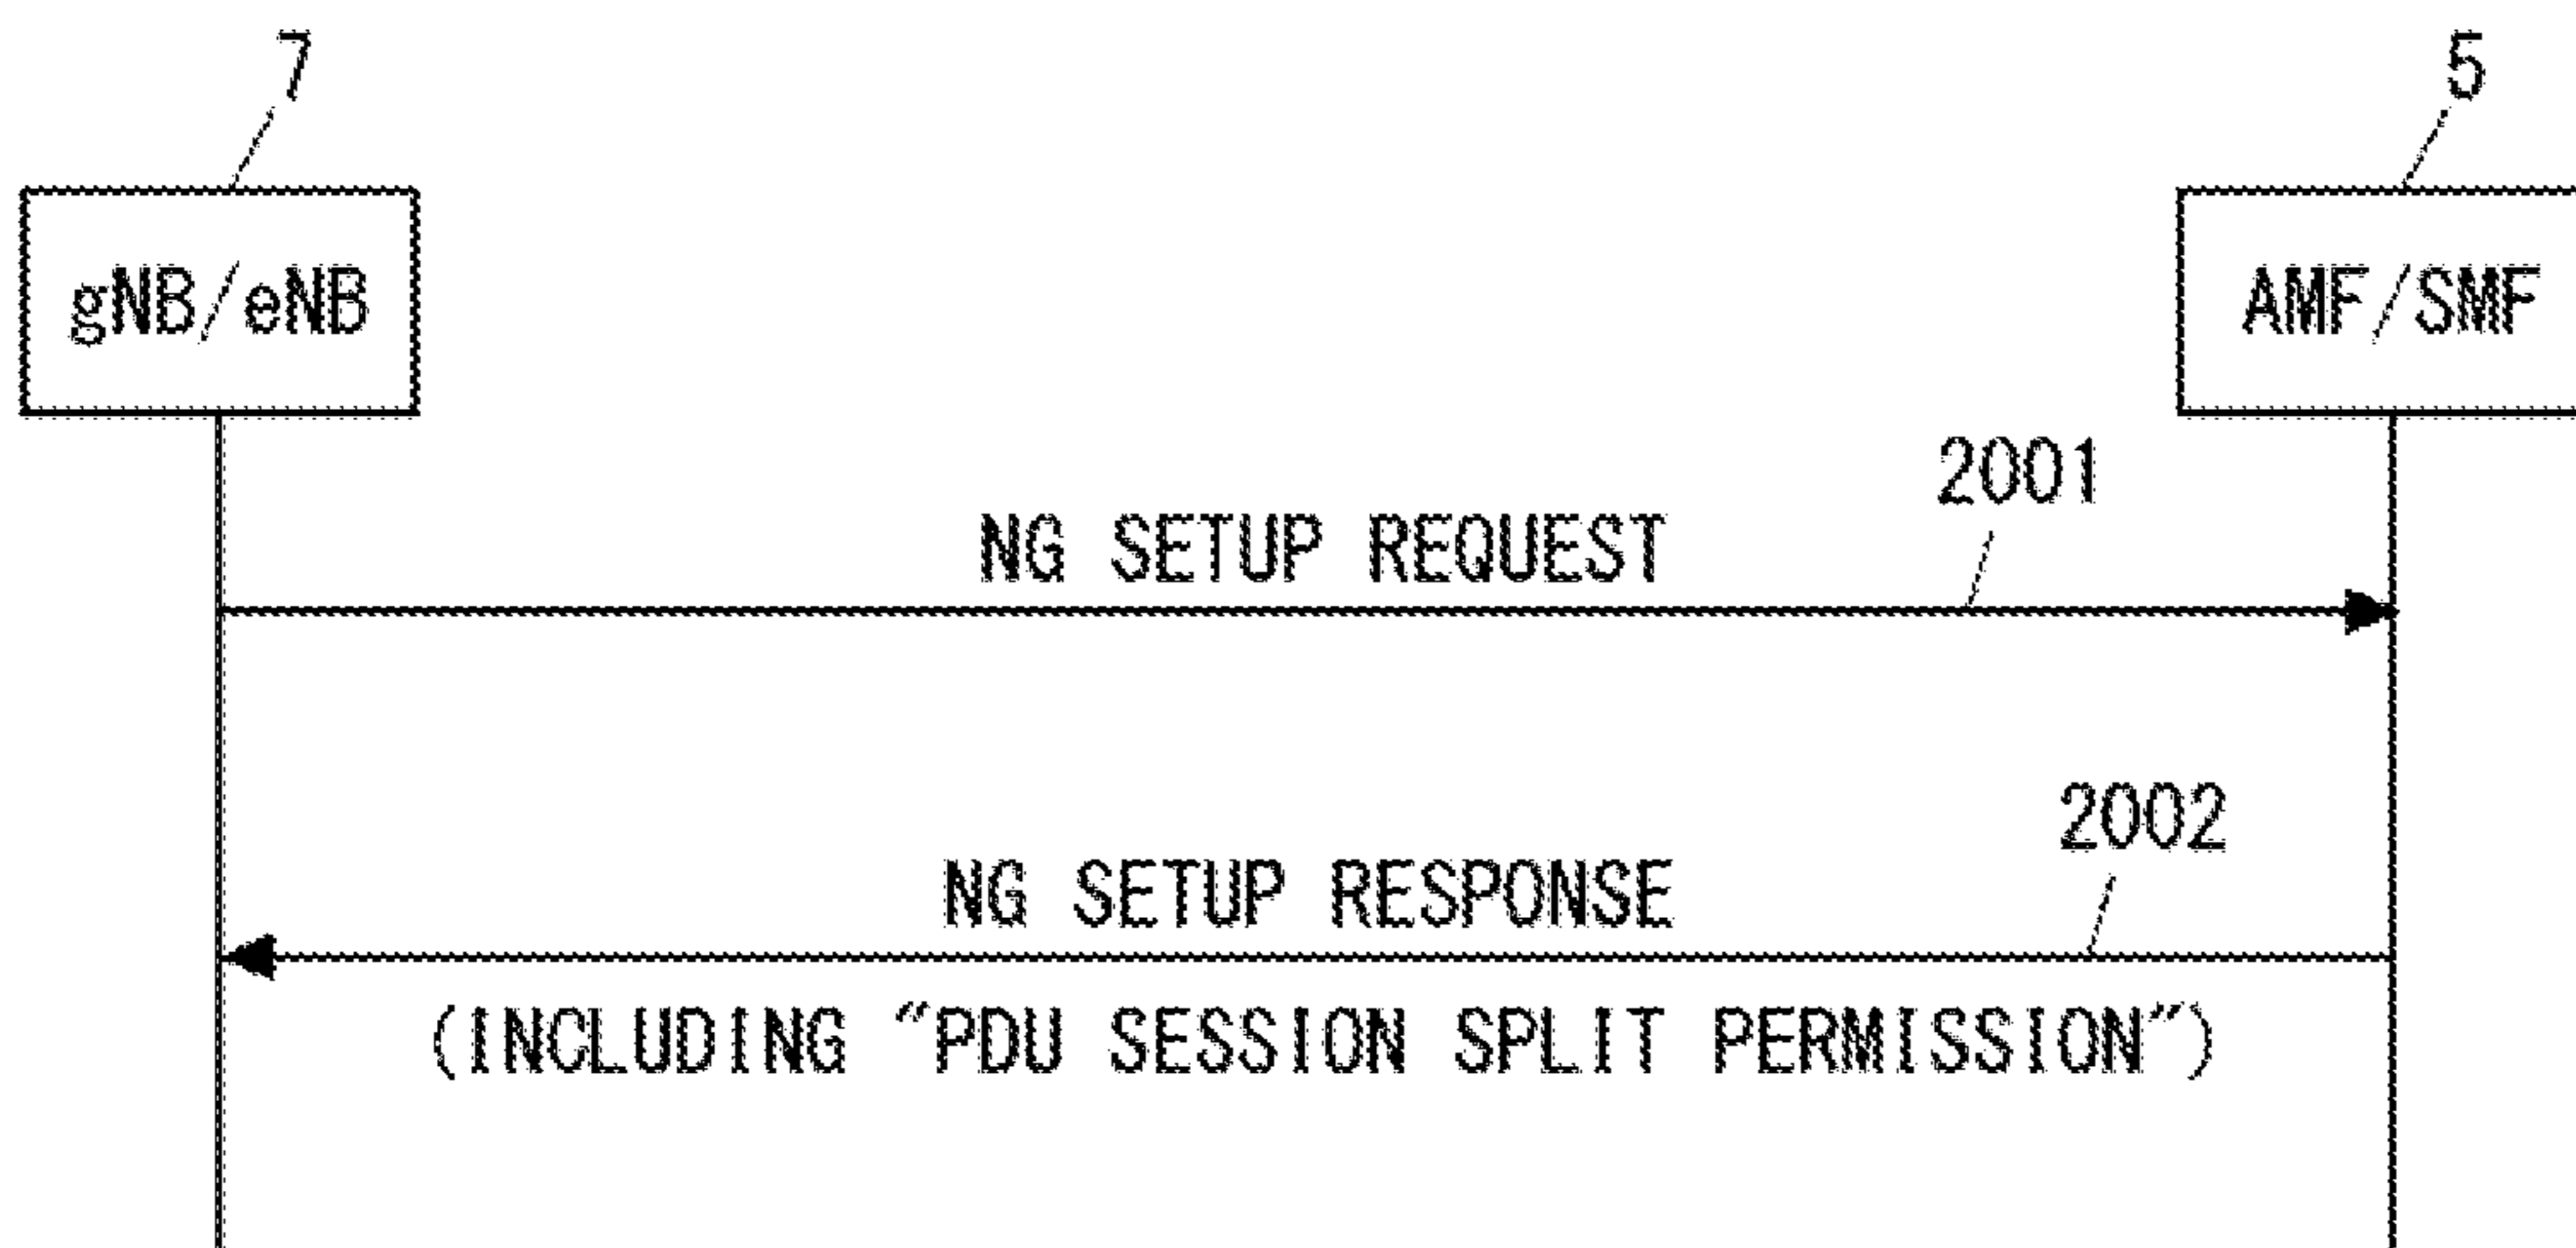 7
5
gNB/eNB
AMF/SMF
2001
NG SETUP REQUEST
2002
NG SETUP RESPONSE
(INCLUDING "PDU SESSION SPLIT PERMISSION")